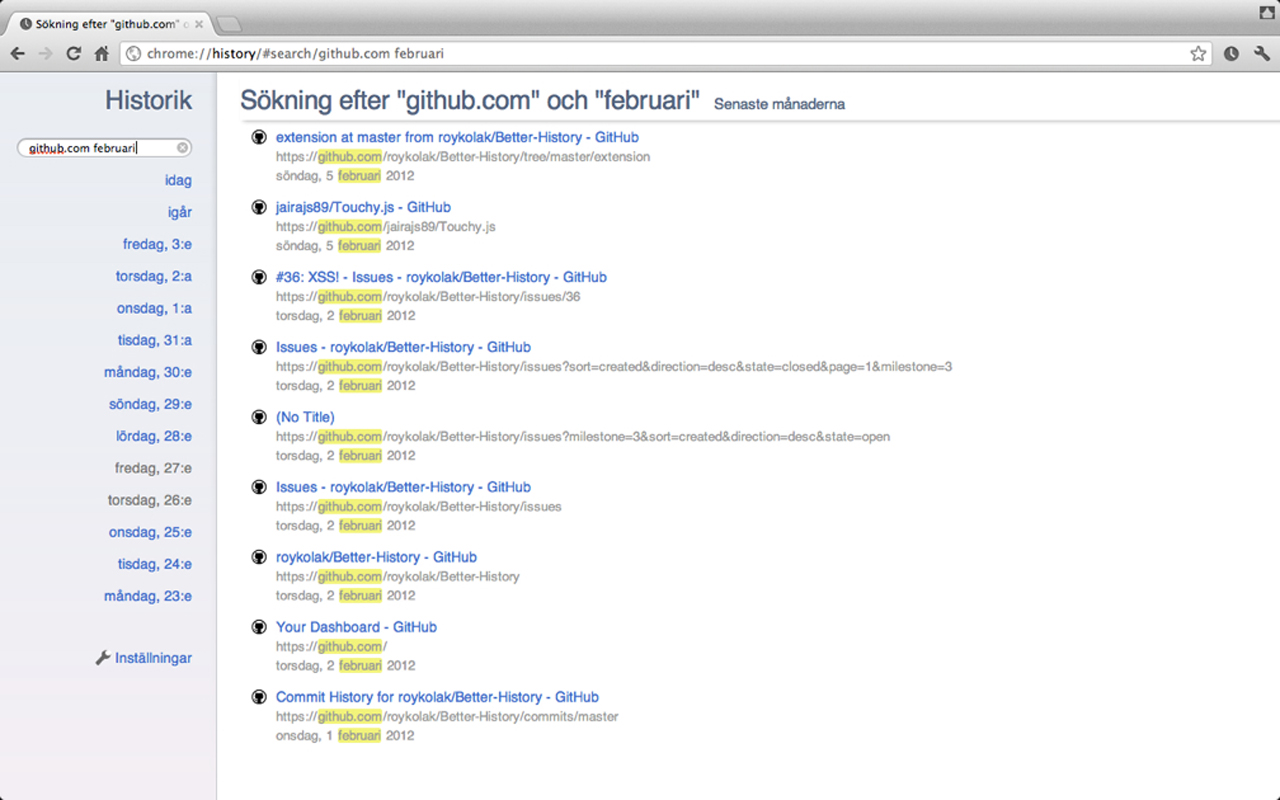 Sökning efter "github.com" o
chrome://history/#search/github.com februari
Historik
github.com februari
idag
igår
fredag, 3:e
torsdag, 2:a
onsdag, 1:a
tisdag, 31:a
måndag, 30:e
söndag, 29:e
lördag, 28:e
fredag, 27:e
torsdag, 26:e
onsdag, 25:e
tisdag, 24:e
måndag, 23:e
Inställningar
Sökning efter "github.com" och "februari" Senaste månaderna
extension at master from roykolak/Better-History - GitHub
https://github.com/roykolak/Better-History/tree/master/extension
söndag, 5 februari 2012
jairajs89/Touchy.js - GitHub
https://github.com/jairajs89/Touchy.js
söndag, 5 februari 2012
#36: XSS! - Issues - roykolak/Better-History - GitHub
https://github.com/roykolak/Better-History/issues/36
torsdag, 2 februari 2012
Issues - roykolak/Better-History - GitHub
https://github.com/roykolak/Better-History/issues?sort=created&direction=desc&state=closed&page=1&milestone=3
torsdag, 2 februari 2012
(No Title)
https://github.com/roykolak/Better-History/issues?milestone=3&sort=created&direction=desc&state=open
torsdag, 2 februari 2012
Issues - roykolak/Better-History - GitHub
https://github.com/roykolak/Better-History/issues
torsdag, 2 februari 2012
roykolak/Better-History - GitHub
https://github.com/roykolak/Better-History
torsdag, 2 februari 2012
Your Dashboard - GitHub
https://github.com/
torsdag, 2 februari 2012
Commit History for roykolak/Better-History - GitHub
https://github.com/roykolak/Better-History/commits/master
onsdag, 1 februari 2012